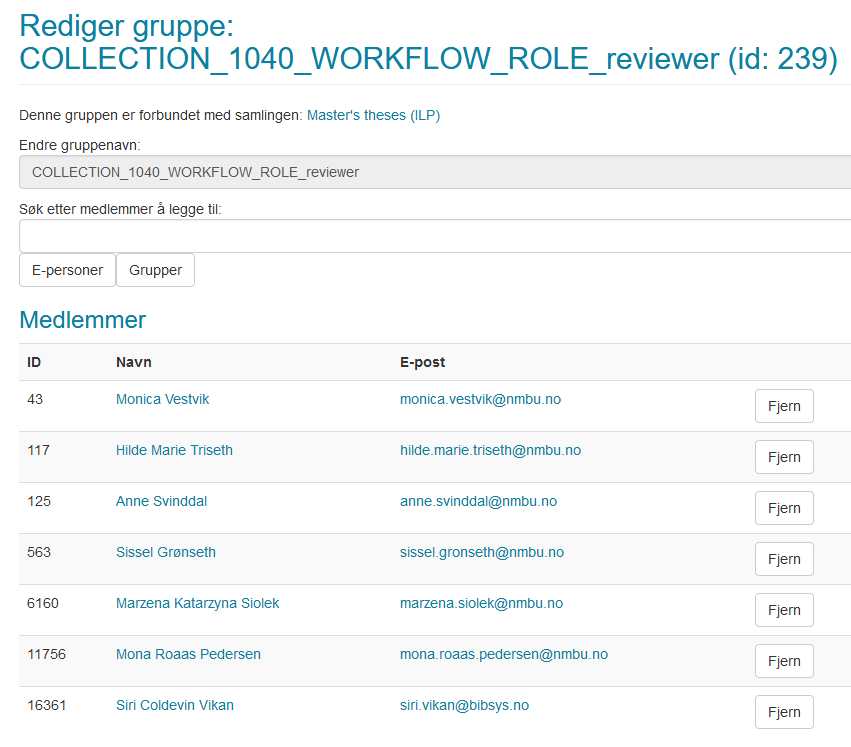 Rediger gruppe:
COLLECTION_1040_WORKFLOW_ROLE_reviewer (id: 239)
Denne gruppen er forbundet med samlingen: Master's theses (ILP)
Endre gruppenavn:
COLLECTION_1040_WORKFLOW_ROLE_reviewer
Søk etter medlemmer å legge til:
E-personer Grupper
Medlemmer
ID Navn E-post
43 Monica Vestvik monica.vestvik@nmbu.no Fjern
117 Hilde Marie Triseth hilde.marie.triseth@nmbu.no Fjern
125 Anne Svinddal anne.svinddal@nmbu.no Fjern
563 Sissel Grønseth sissel.gronseth@nmbu.no Fjern
6160 Marzena Katarzyna Siolek marzena.siolek@nmbu.no Fjern
11756 Mona Roaas Pedersen mona.roaas.pedersen@nmbu.no Fjern
16361 Siri Coldevin Vikan siri.vikan@bibsys.no Fjern